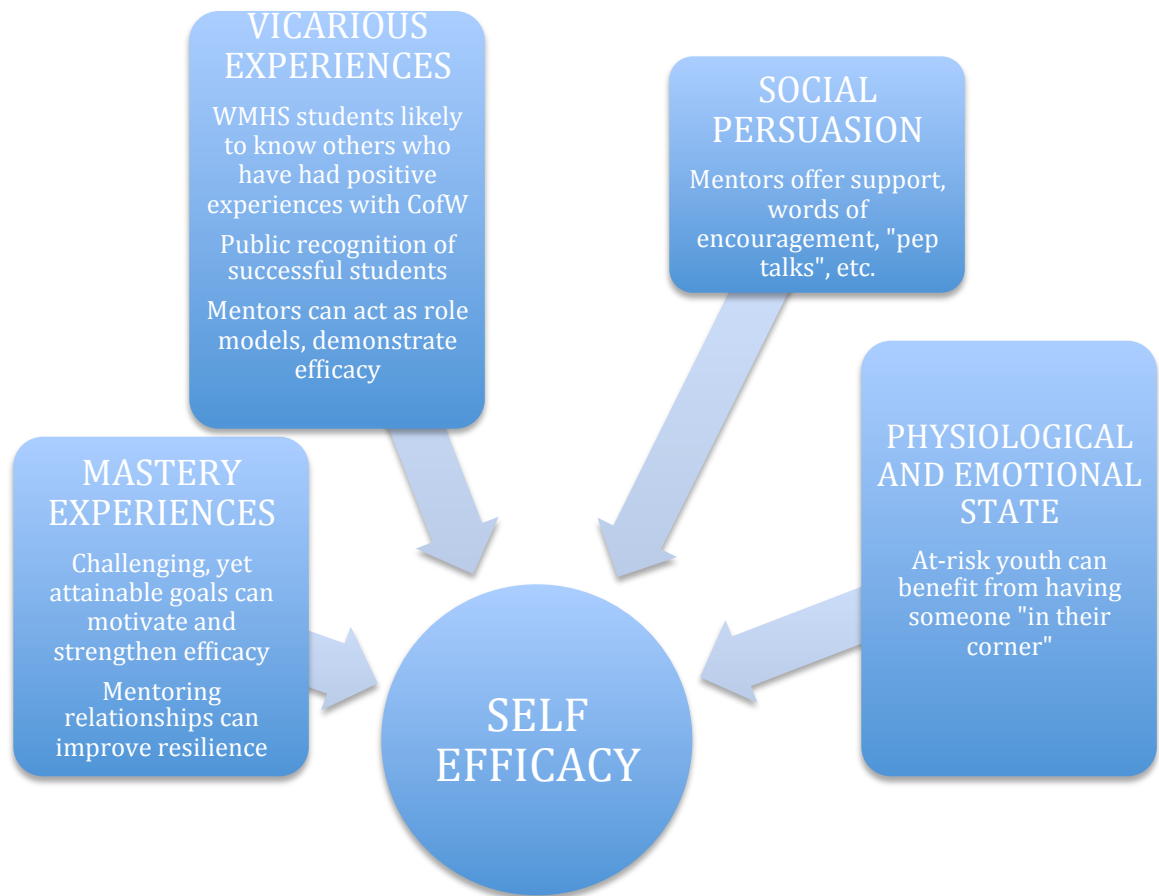 VICARIOUS
EXPERIENCES
WMHS students likely
to know others who
have had positive
experiences with CofW
Public recognition of
successful students
Mentors can act as role
models, demonstrate
efficacy
SOCIAL
PERSUASION
Mentors offer support,
words of
encouragement, "pep
talks", etc.
MASTERY
EXPERIENCES
Challenging, yet
attainable goals can
motivate and
strengthen efficacy
Mentoring
relationships can
improve resilience
PHYSIOLOGICAL
AND EMOTIONAL
STATE
At-risk youth can
benefit from having
someone "in their
corner"
SELF
EFFICACY